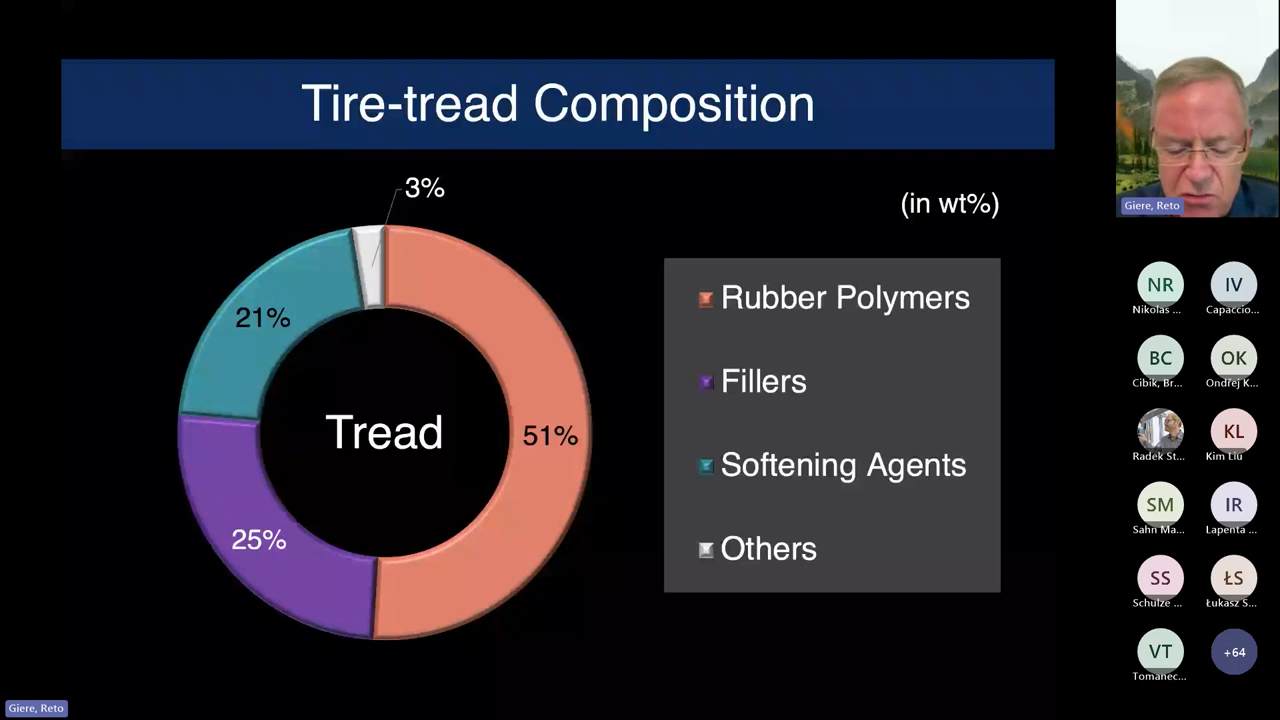 Tire-tread Composition
3%
(in wt%)
21%
51%
25%
Tread
Rubber Polymers
Fillers
Softening Agents
Others
Giere, Reto
NR
Nikolas ...
IV
Capaccio...
BC
Cibik, Br...
OK
Ondřej K...
Radek St...
KL
Kim Liu
SM
Sahn Ma...
IR
Lapenta ...
SS
Schulze ...
ŁS
Łukasz S...
VT
Tomanec...
+64
Giere, Reto